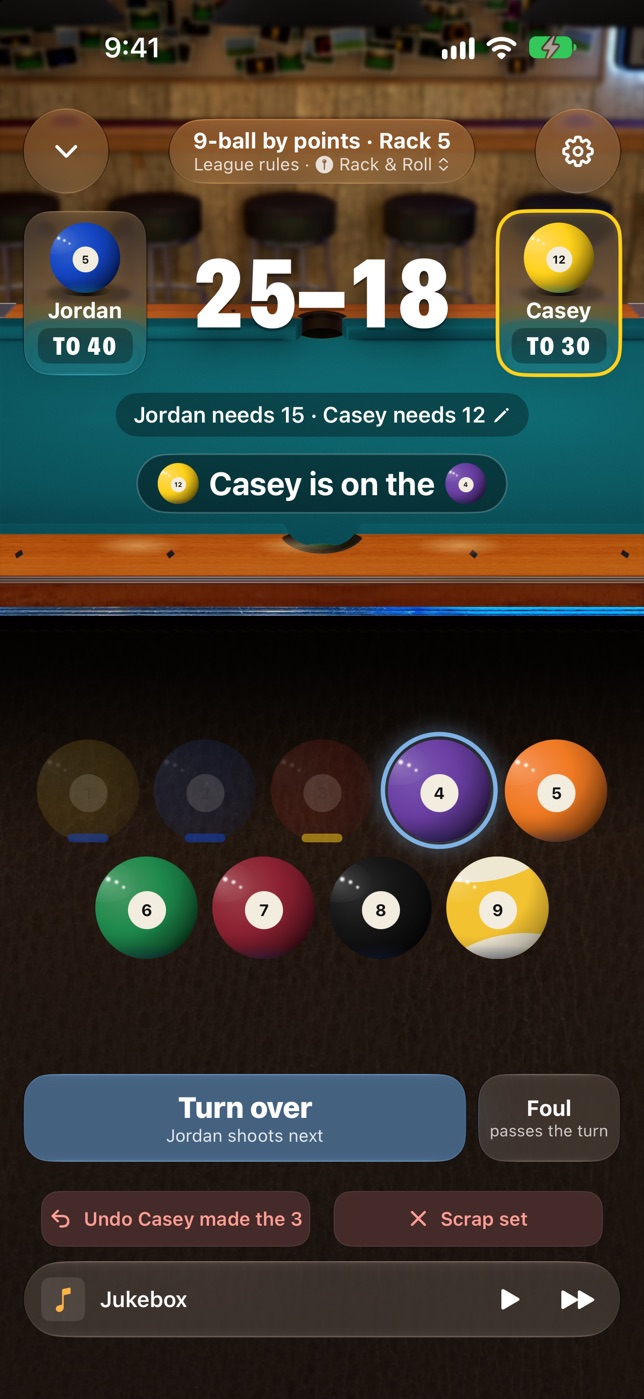 9:41
9-ball by points · Rack 5
League rules · Rack & Roll
5
Jordan
TO 40
25–18
12
Casey
TO 30
Jordan needs 15 · Casey needs 12
12 Casey is on the 4
1 2 3 4 5
6 7 8 9
Turn over
Jordan shoots next
Foul
passes the turn
Undo Casey made the 3
Scrap set
Jukebox